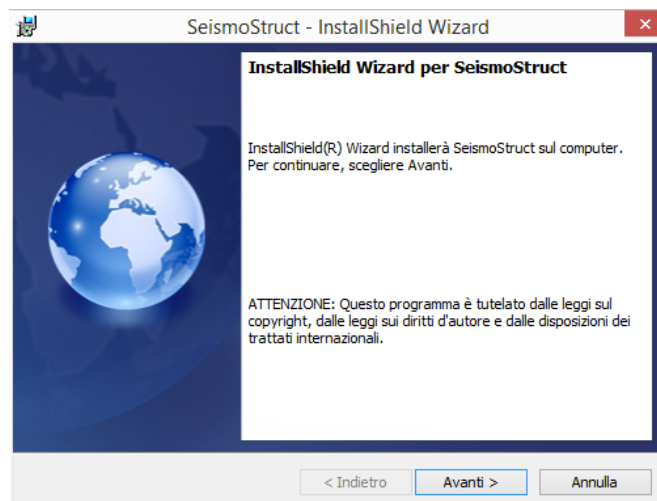 SeismoStruct - InstallShield Wizard
InstallShield Wizard per SeismoStruct
InstallShield(R) Wizard installerà SeismoStruct sul computer.
Per continuare, scegliere Avanti.
ATTENZIONE: Questo programma è tutelato dalle leggi sul
copyright, dalle leggi sui diritti d'autore e dalle disposizioni dei
trattati internazionali.
< Indietro
Avanti >
Annulla